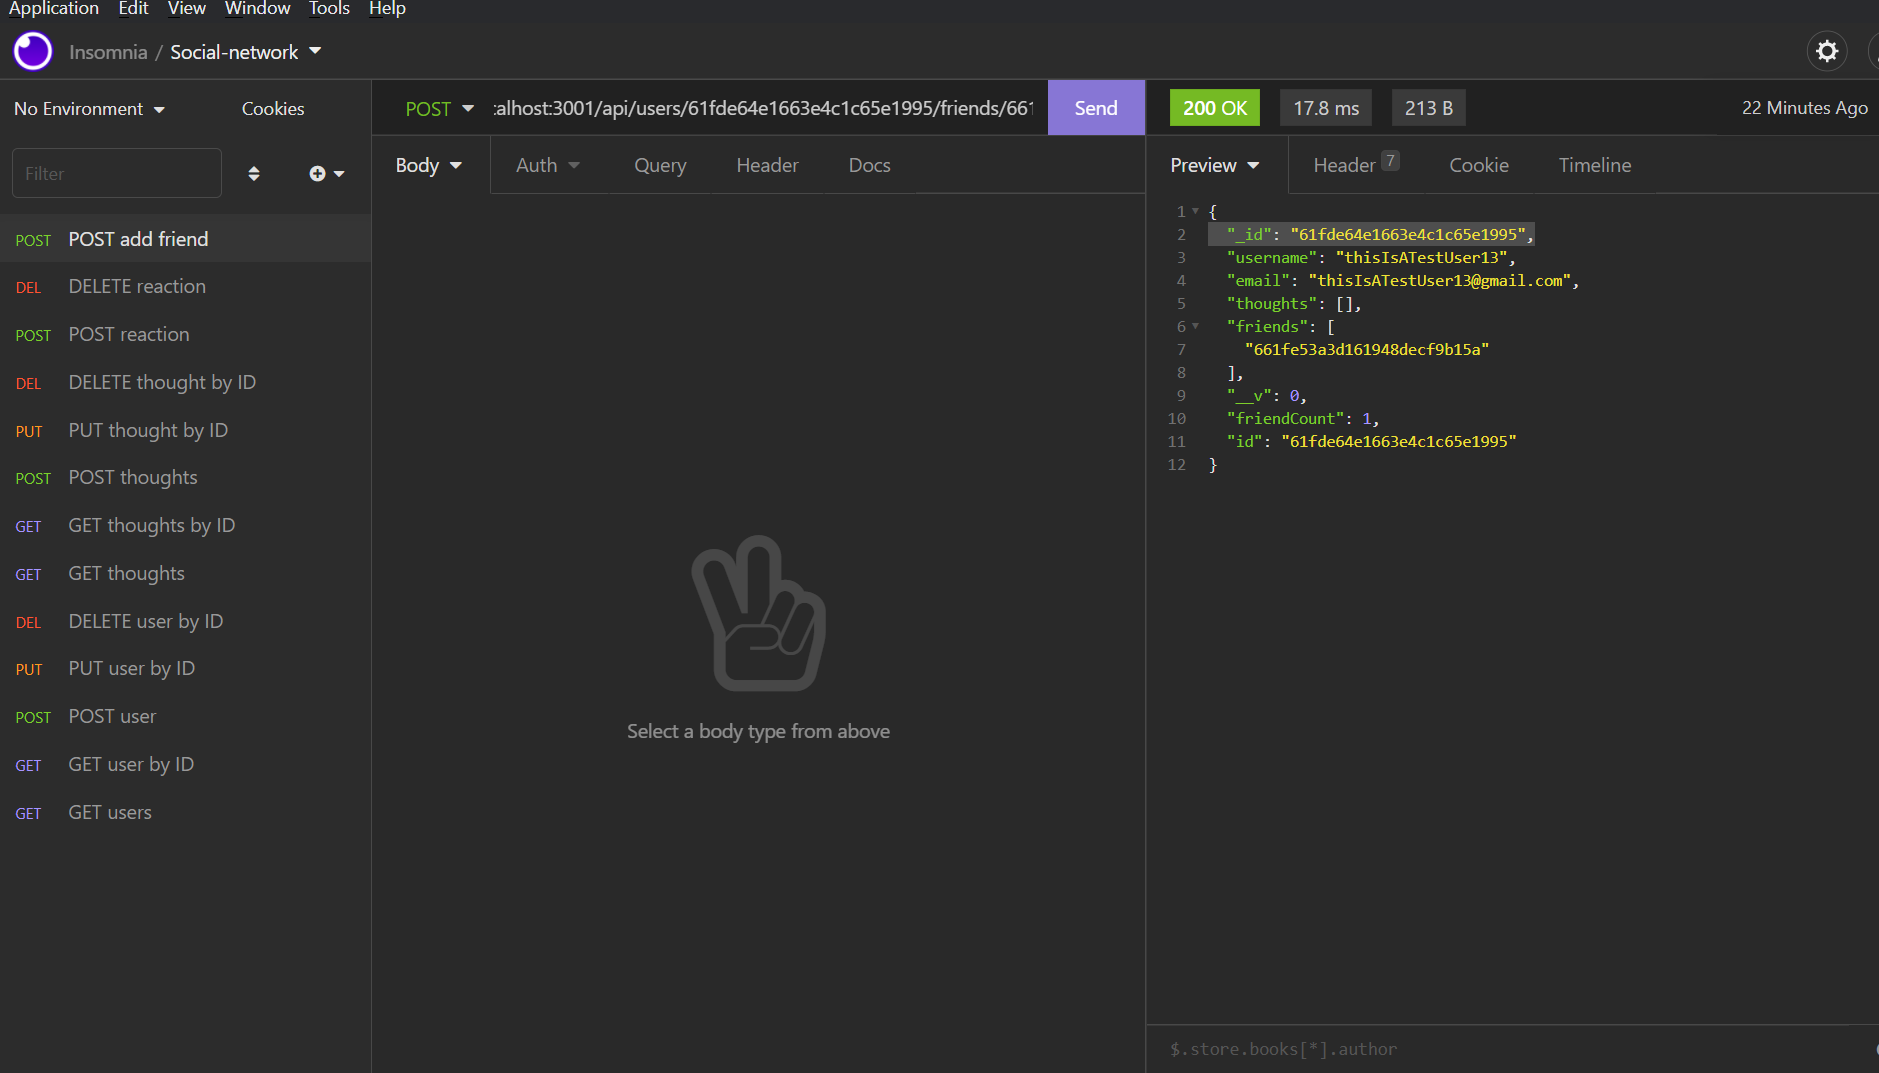 Application Edit View Window Tools Help
Insomnia / Social-network
No Environment Cookies
POST :alhost:3001/api/users/61fde64e1663e4c1c65e1995/friends/661 Send
200 OK 17.8 ms 213 B 22 Minutes Ago
Filter
Body Auth Query Header Docs
Preview Header 7 Cookie Timeline
POST POST add friend
DEL DELETE reaction
POST POST reaction
DEL DELETE thought by ID
PUT PUT thought by ID
POST POST thoughts
GET GET thoughts by ID
GET GET thoughts
DEL DELETE user by ID
PUT PUT user by ID
POST POST user
GET GET user by ID
GET GET users
Select a body type from above
1 {
2 "_id": "61fde64e1663e4c1c65e1995",
3 "username": "thisIsATestUser13",
4 "email": "thisIsATestUser13@gmail.com",
5 "thoughts": [],
6 "friends": [
7 "661fe53a3d161948decf9b15a"
8 ],
9 "__v": 0,
10 "friendCount": 1,
11 "id": "61fde64e1663e4c1c65e1995"
12 }
$.store.books[*].author